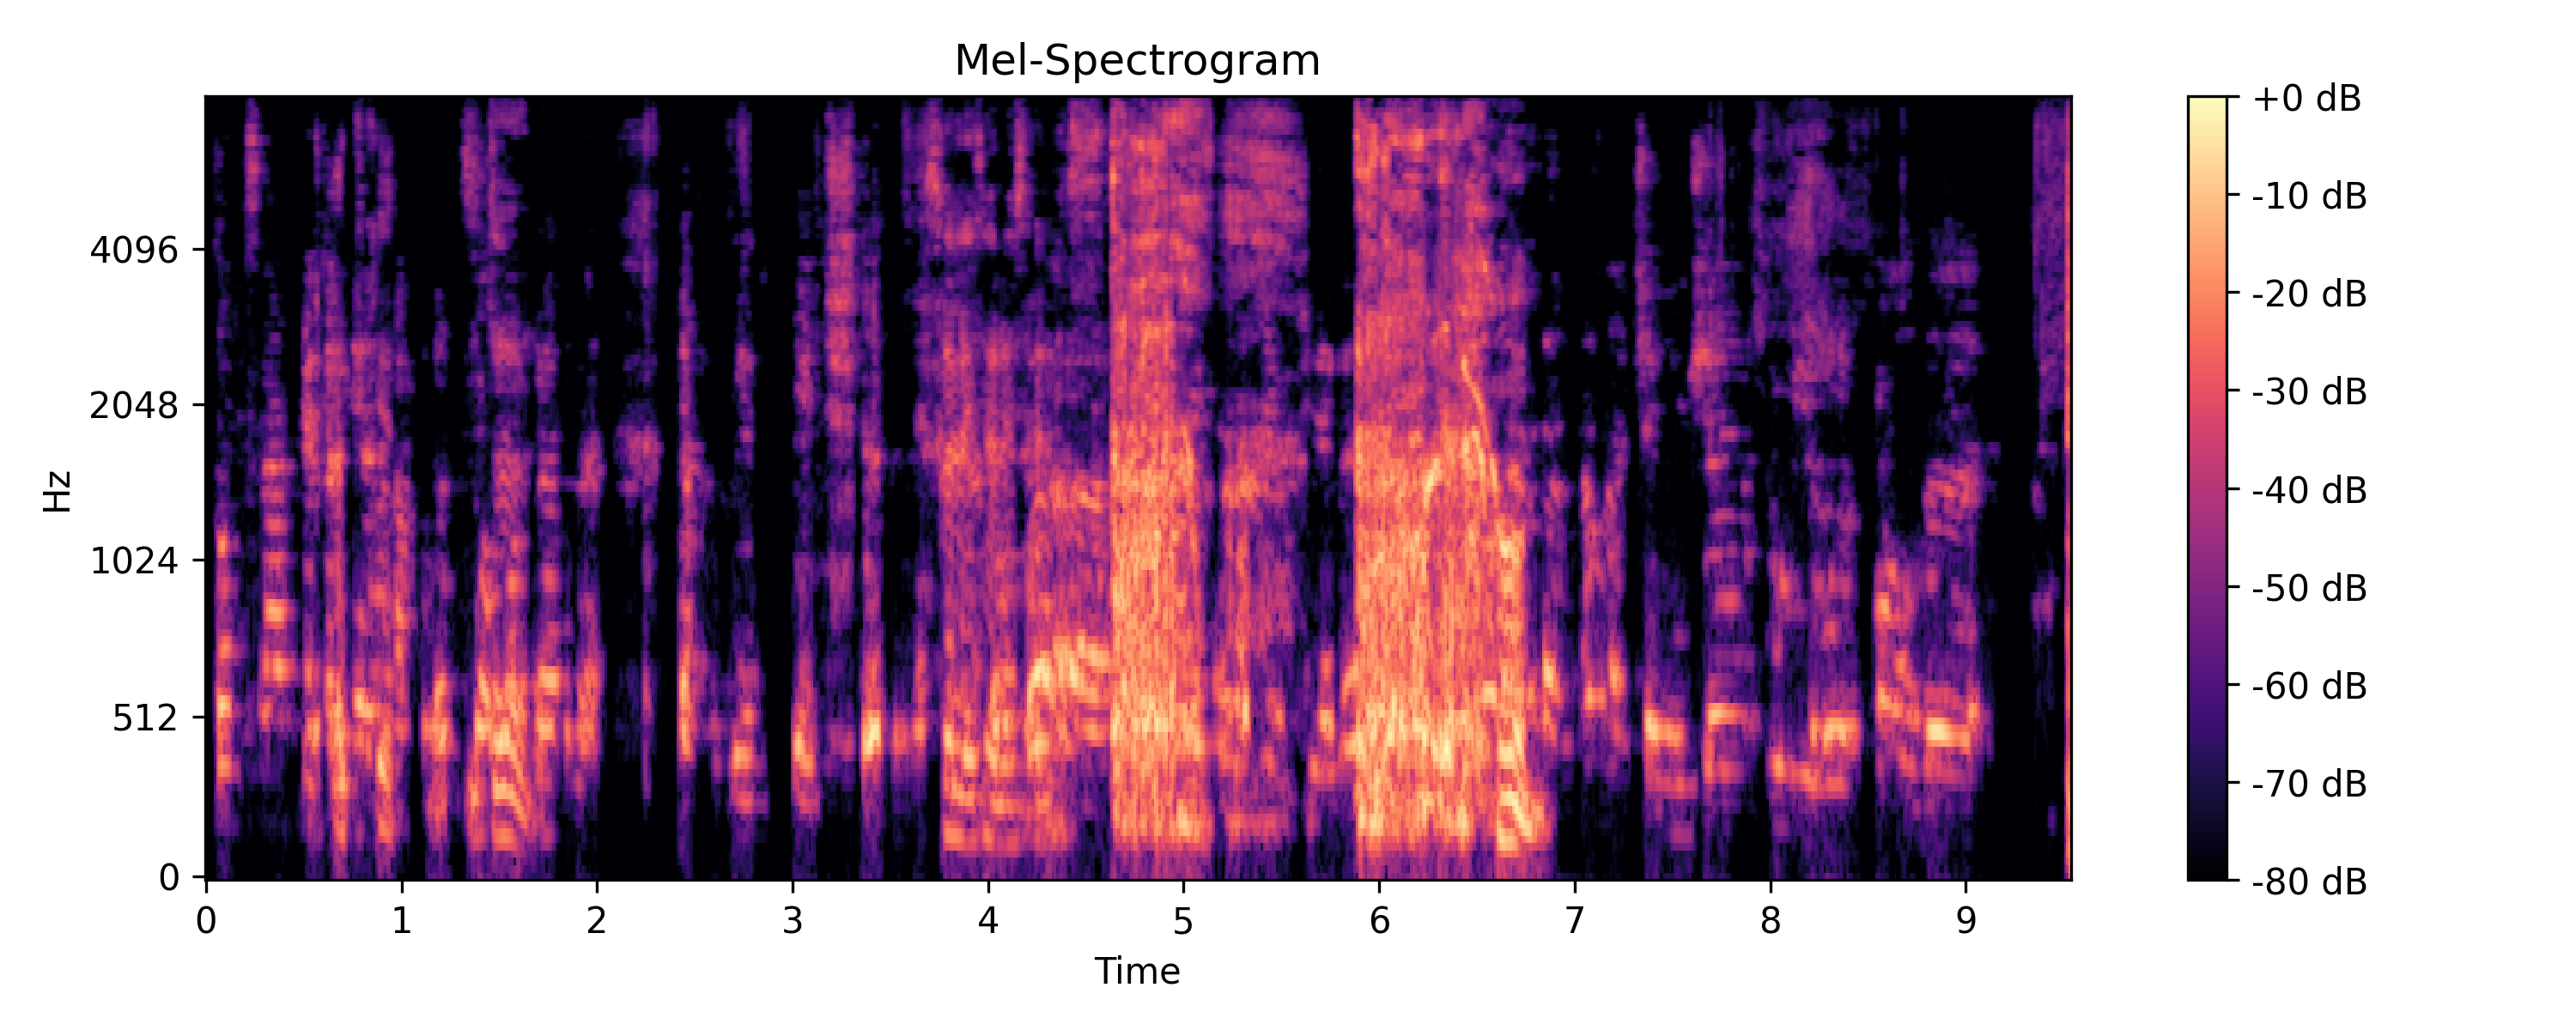 Mel-Spectrogram
+0 dB
-10 dB
-20 dB
-30 dB
-40 dB
-50 dB
-60 dB
-70 dB
-80 dB
4096
2048
1024
512
0
Hz
0 1 2 3 4 5 6 7 8 9
Time